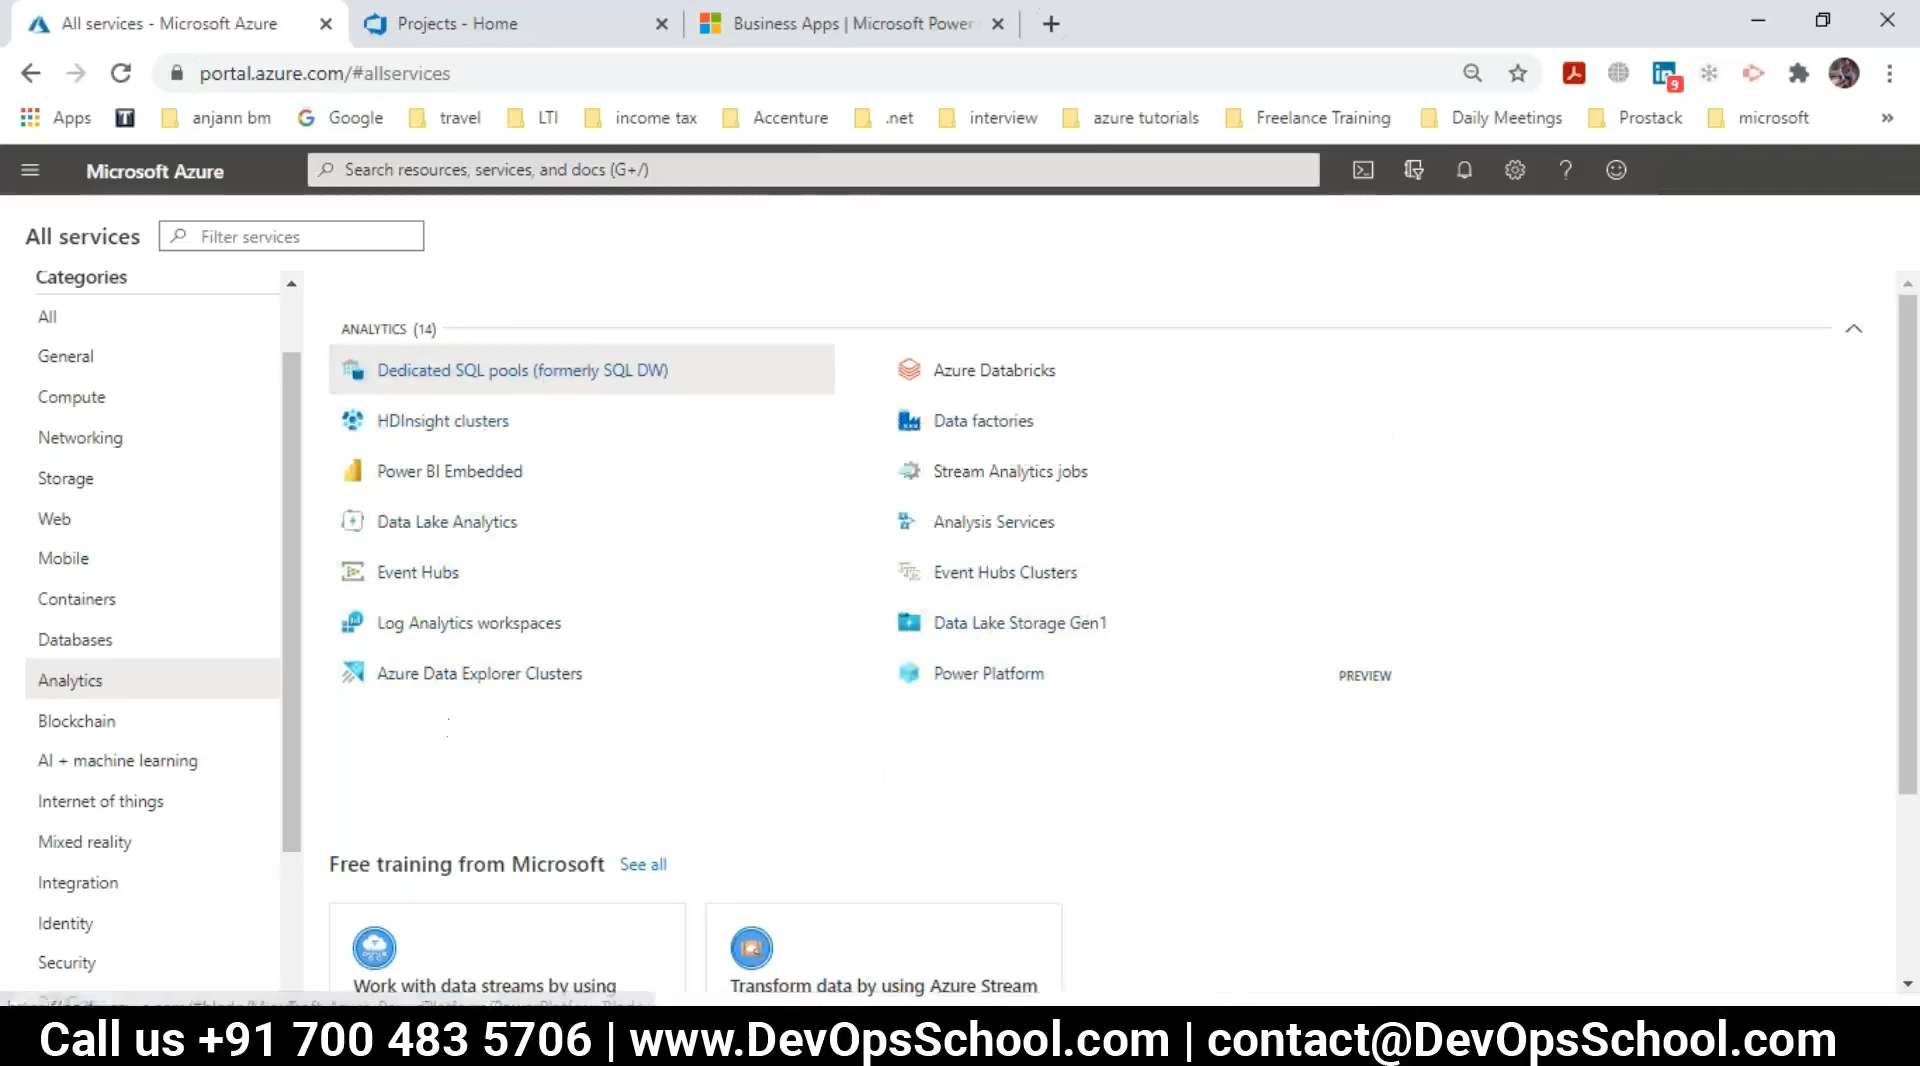 All services - Microsoft Azure
Projects - Home
Business Apps | Microsoft Power
portal.azure.com/#allservices
9
Apps
T
anjann bm
Google
travel
LTI
income tax
Accenture
.net
interview
azure tutorials
Freelance Training
Daily Meetings
Prostack
microsoft
»
Microsoft Azure
Search resources, services, and docs (G+/)
All services
Filter services
Categories
All
General
Compute
Networking
Storage
Web
Mobile
Containers
Databases
Analytics
Blockchain
AI + machine learning
Internet of things
Mixed reality
Integration
Identity
Security
ANALYTICS (14)
Dedicated SQL pools (formerly SQL DW)
Azure Databricks
HDInsight clusters
Data factories
Power BI Embedded
Stream Analytics jobs
Data Lake Analytics
Analysis Services
Event Hubs
Event Hubs Clusters
Log Analytics workspaces
Data Lake Storage Gen1
Azure Data Explorer Clusters
Power Platform
PREVIEW
Free training from Microsoft See all
Work with data streams by using
Transform data by using Azure Stream
Call us +91 700 483 5706 | www.DevOpsSchool.com | contact@DevOpsSchool.com